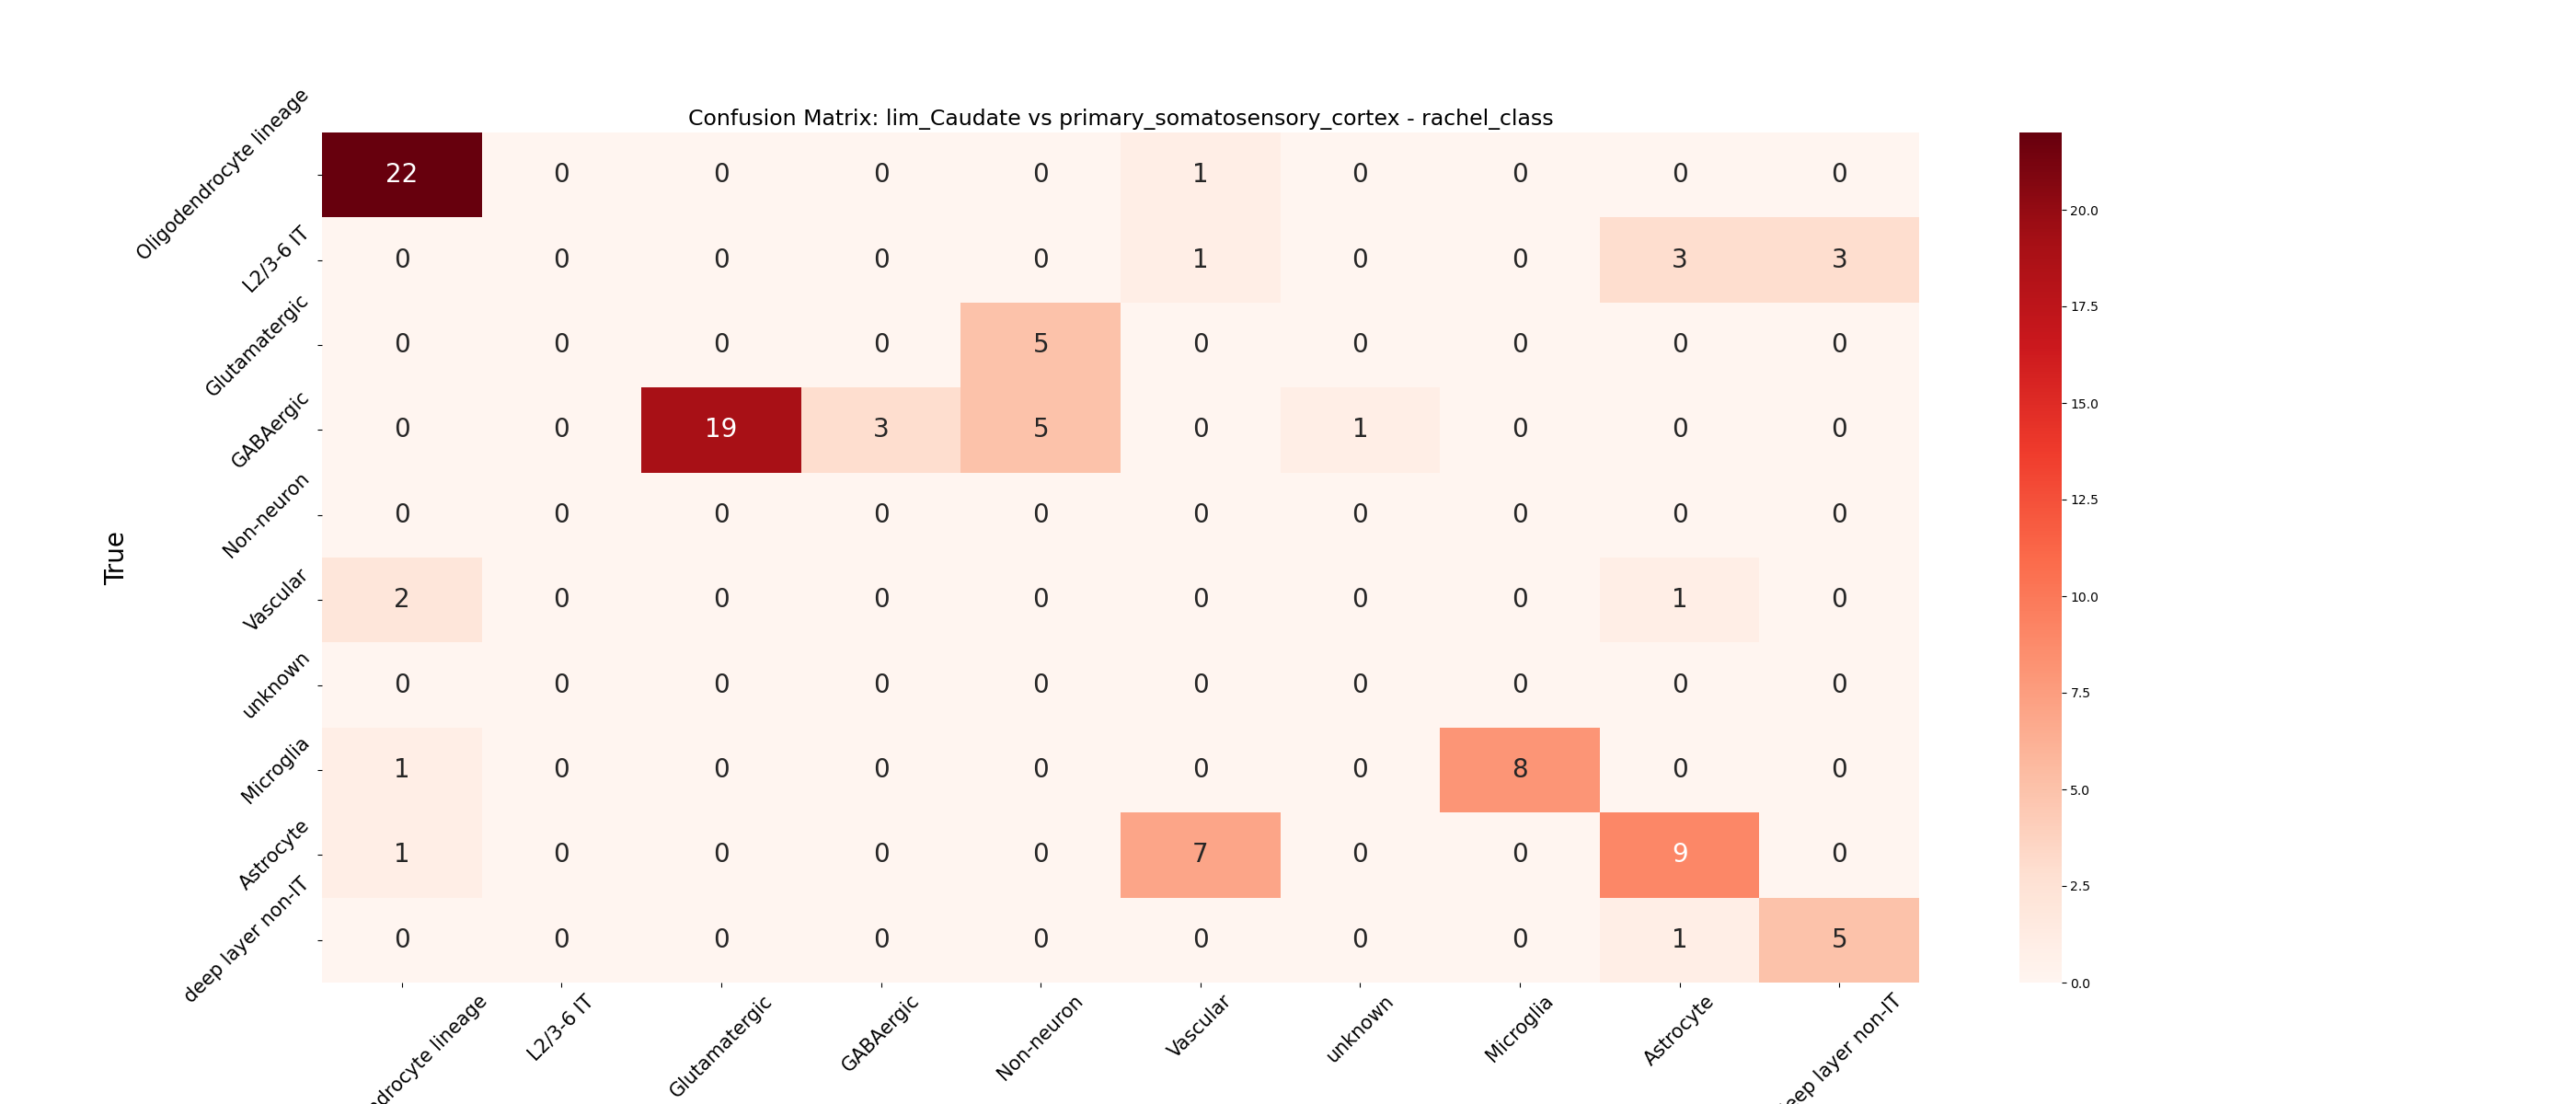 Confusion Matrix: lim_Caudate vs primary_somatosensory_cortex - rachel_class
True
Oligodendrocyte lineage 22 0 0 0 0 1 0 0 0 0
L2/3-6 IT 0 0 0 0 0 1 0 0 3 3
Glutamatergic 0 0 0 0 5 0 0 0 0 0
GABAergic 0 0 19 3 5 0 1 0 0 0
Non-neuron 0 0 0 0 0 0 0 0 0 0
Vascular 2 0 0 0 0 0 0 0 1 0
unknown 0 0 0 0 0 0 0 0 0 0
Microglia 1 0 0 0 0 0 0 8 0 0
Astrocyte 1 0 0 0 0 7 0 0 9 0
deep layer non-IT 0 0 0 0 0 0 0 0 1 5
ndrocyte lineage
L2/3-6 IT
Glutamatergic
GABAergic
Non-neuron
Vascular
unknown
Microglia
Astrocyte
eep layer non-IT
20.0
17.5
15.0
12.5
10.0
7.5
5.0
2.5
0.0